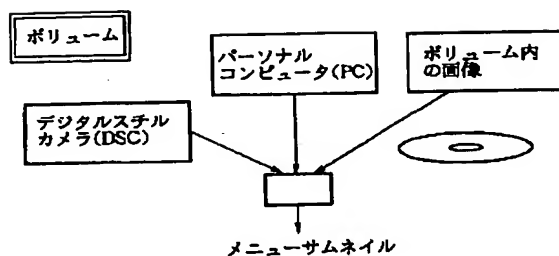 ボリューム
パーソナル
コンピュータ(PC)
ボリューム内
の画像
デジタルスチル
カメラ(DSC)
メニューサムネイル